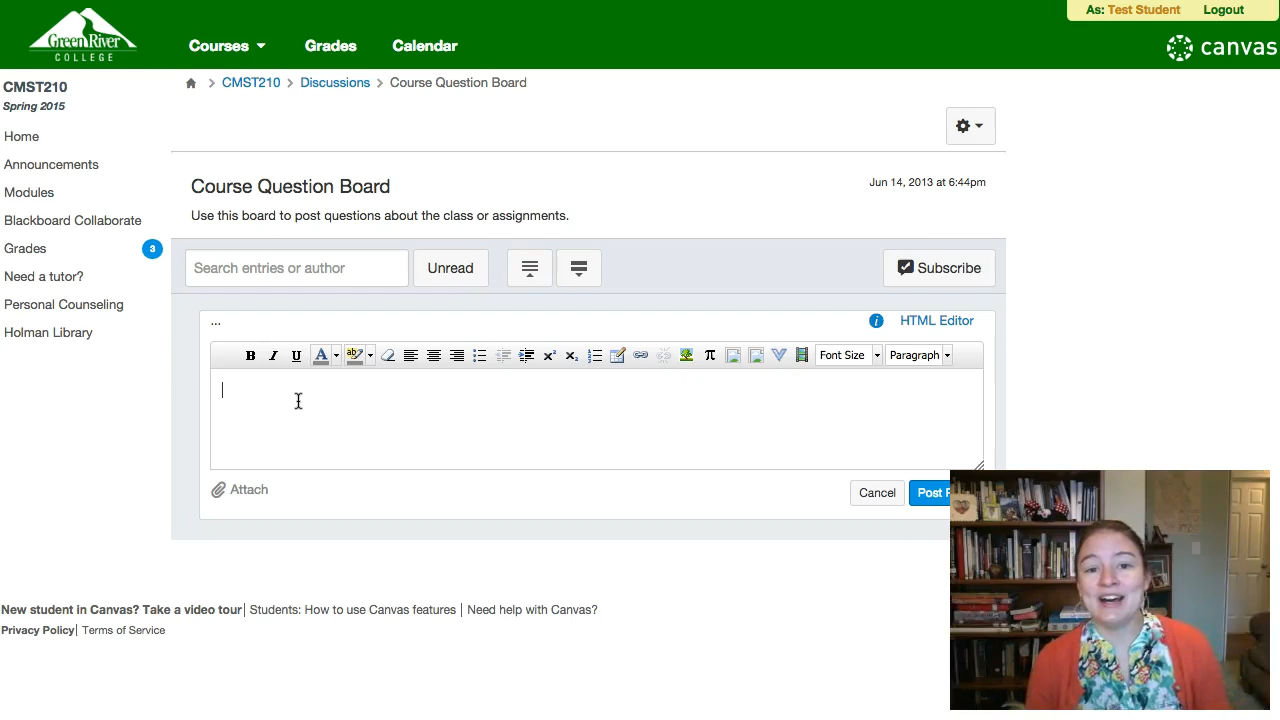 As: Test Student Logout
Green River
COLLEGE
Courses Grades Calendar
canvas
CMST210
Spring 2015
Home
Announcements
Modules
Blackboard Collaborate
Grades 3
Need a tutor?
Personal Counseling
Holman Library
CMST210 Discussions Course Question Board
Course Question Board
Jun 14, 2013 at 6:44pm
Use this board to post questions about the class or assignments.
Search entries or author Unread Subscribe
... HTML Editor
B I U A aby x² x₂ π Font Size Paragraph
Attach Cancel Post
New student in Canvas? Take a video tour| Students: How to use Canvas features | Need help with Canvas?
Privacy Policy| Terms of Service